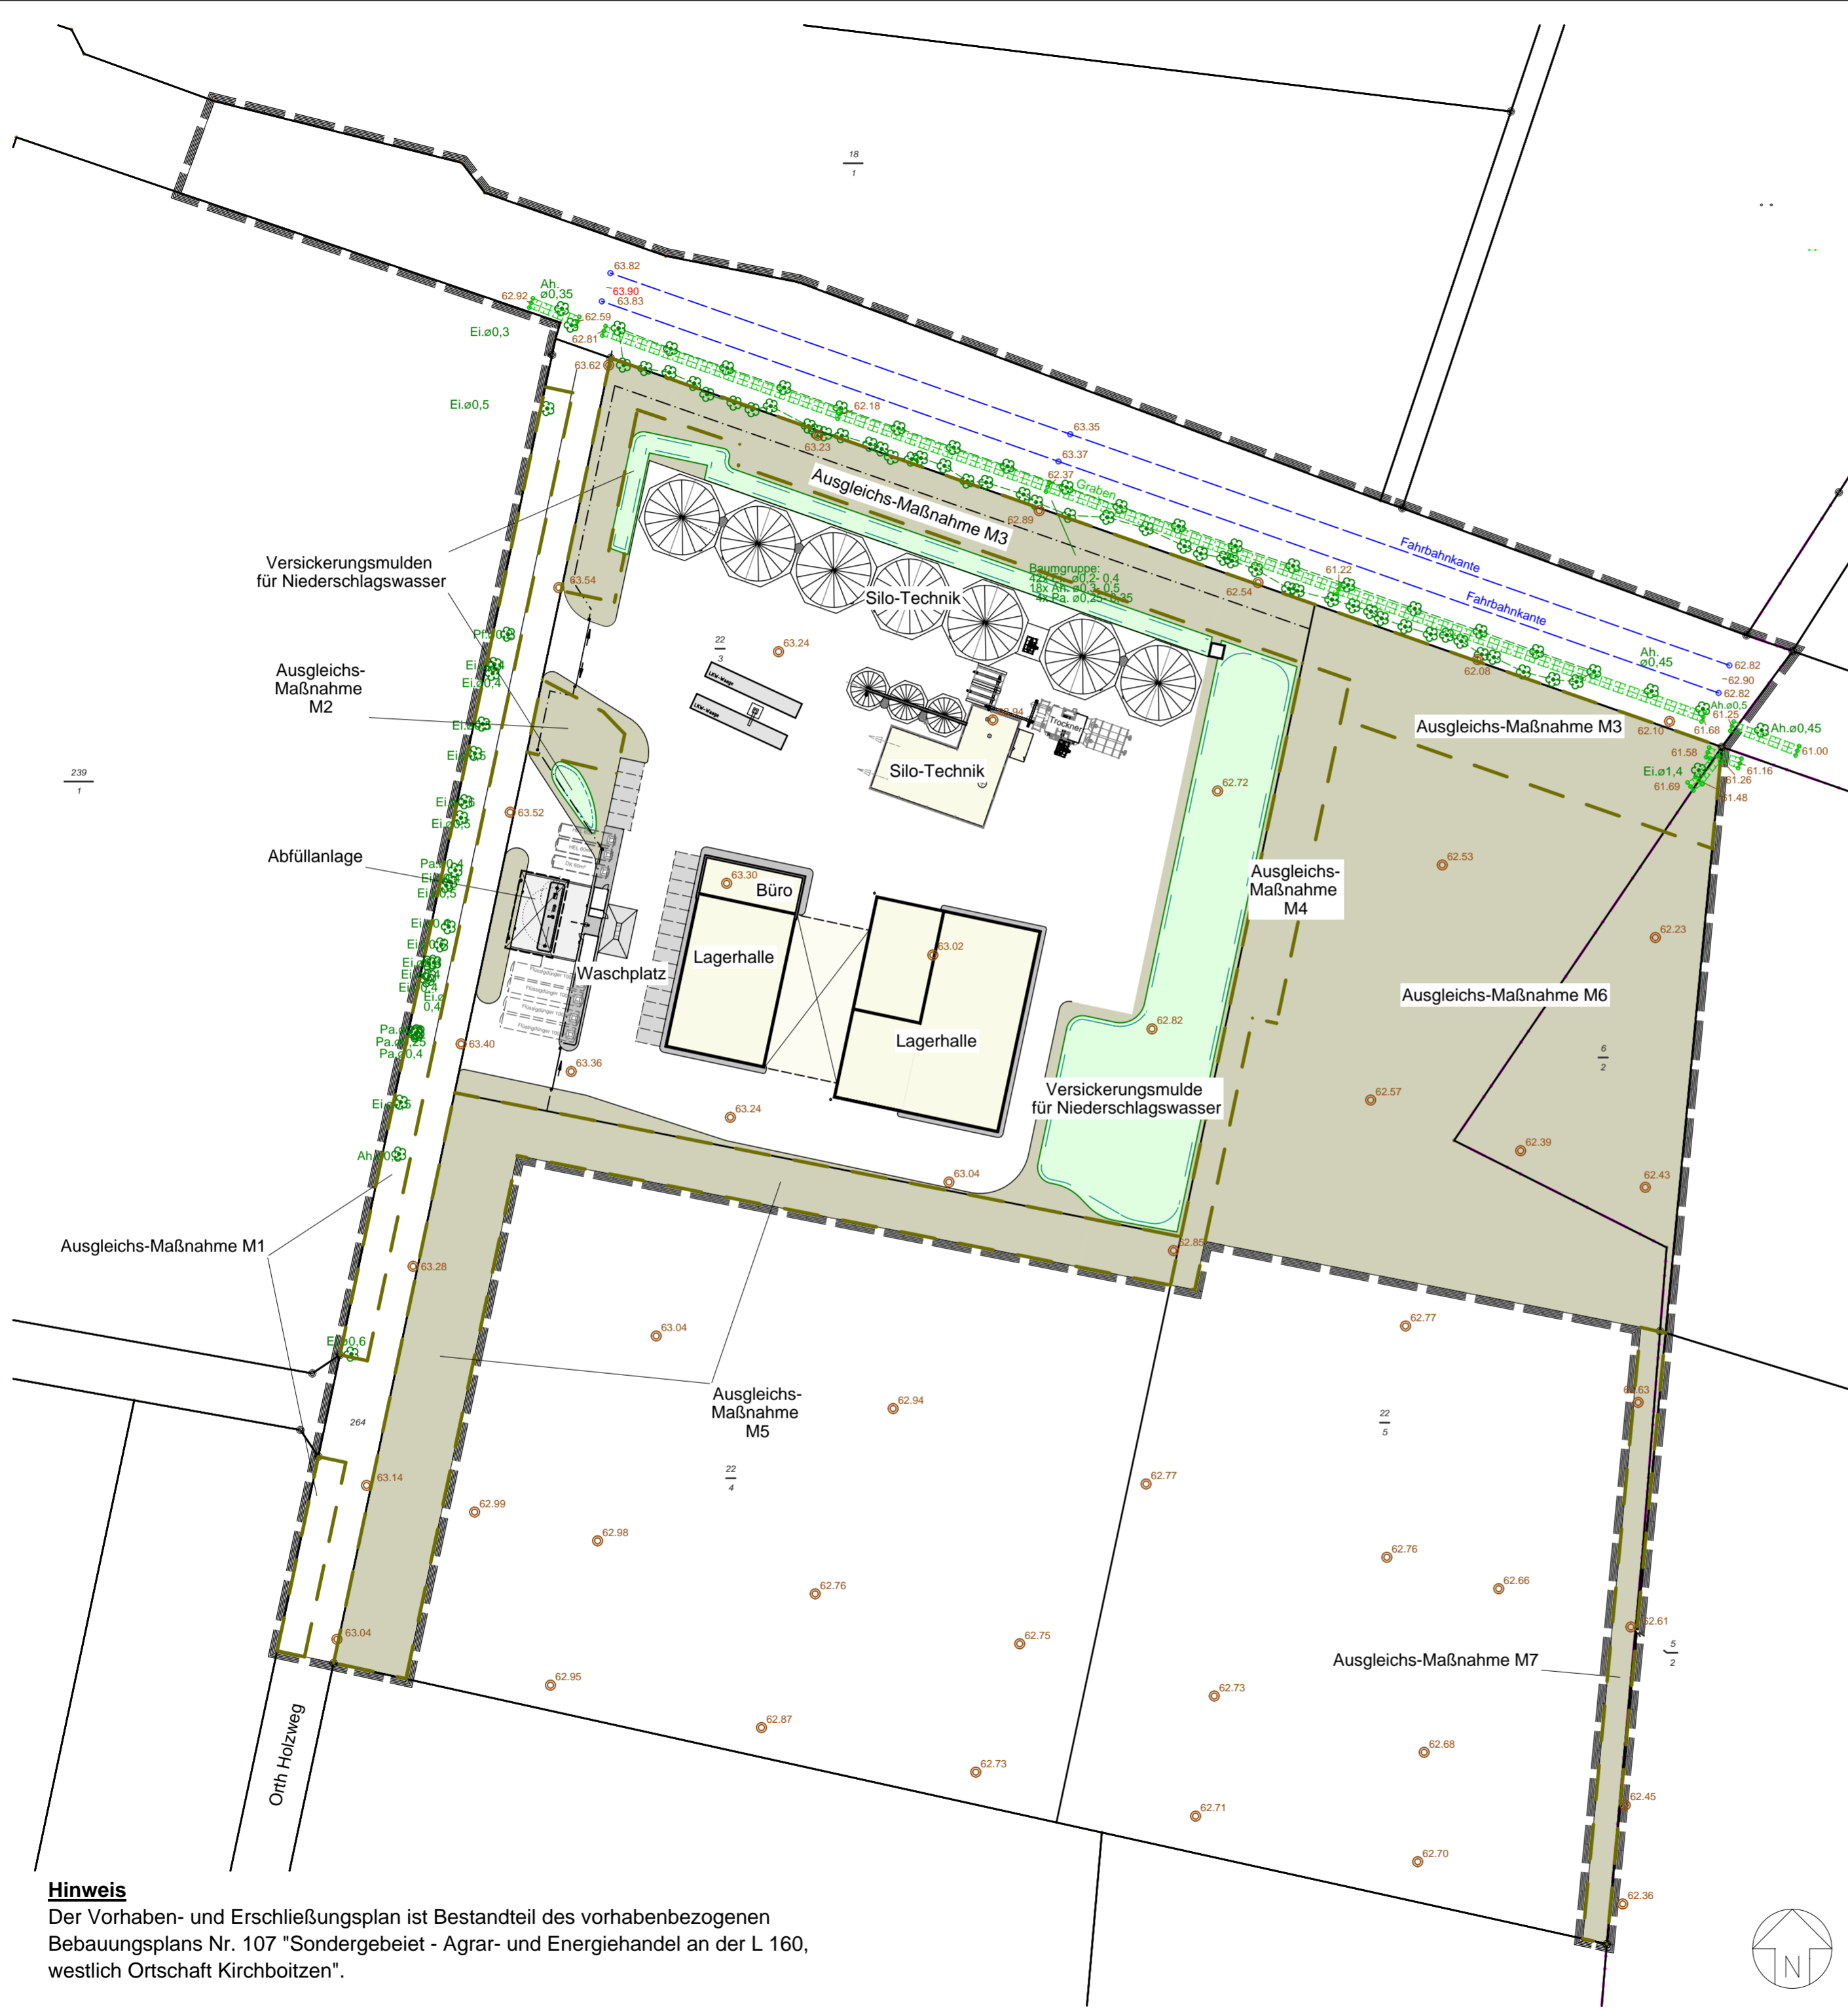 18
1
63.82
63.90
63.83
Ah.
ø0,35
62.92
62.59
62.81
Ei.ø0,3
63.62
Ei.ø0,5
62.18
63.35
63.23
63.37
62.37
Graben
Ausgleichs-Maßnahme M3
62.89
Fahrbahnkante
Fahrbahnkante
Baumgruppe:
61.22
62.54
Versickerungsmulden
für Niederschlagswasser
63.54
Silo-Technik
22
3
63.24
LKW-Waage
LKW-Waage
Ah.
ø0,45
62.08
62.82
62.90
62.82
Ah.ø0,5
61.25
61.68
Ah.ø0,45
61.00
62.10
61.58
61.16
61.26
61.48
61.69
Ei.ø1,4
Ausgleichs-
Maßnahme
M2
Ausgleichs-Maßnahme M3
Trockner
Silo-Technik
239
1
62.72
63.52
62.53
Abfüllanlage
63.30
Büro
Ausgleichs-
Maßnahme
M4
62.23
Lagerhalle
63.02
Waschplatz
Ausgleichs-Maßnahme M6
62.82
Lagerhalle
63.40
63.36
6
2
62.57
Versickerungsmulde
für Niederschlagswasser
63.24
62.39
63.04
62.43
Ausgleichs-Maßnahme M1
62.85
63.28
63.04
62.77
Ausgleichs-
Maßnahme
M5
62.94
22
5
264
22
4
63.14
62.77
62.99
62.98
62.76
62.66
62.76
62.61
63.04
62.75
5
2
Ausgleichs-Maßnahme M7
62.95
62.73
62.87
62.68
Orth Holzweg
62.73
62.45
62.71
62.70
62.36
Hinweis
Der Vorhaben- und Erschließungsplan ist Bestandteil des vorhabenbezogenen
Bebauungsplans Nr. 107 "Sondergebeiet - Agrar- und Energiehandel an der L 160,
westlich Ortschaft Kirchboitzen".
N